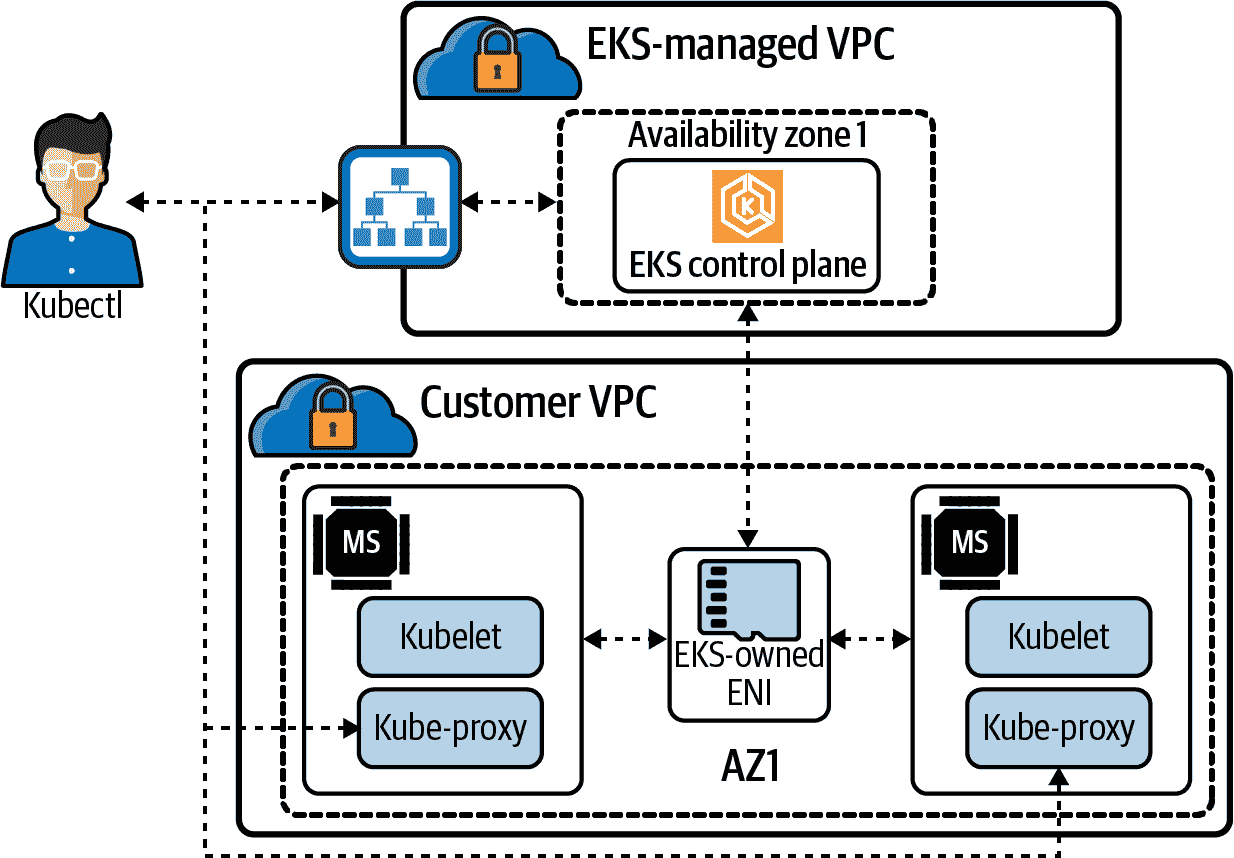 EKS-managed VPC
Availability zone 1
K
EKS control plane
Kubectl
Customer VPC
MS
Kubelet
Kube-proxy
EKS-owned
ENI
AZ1
MS
Kubelet
Kube-proxy